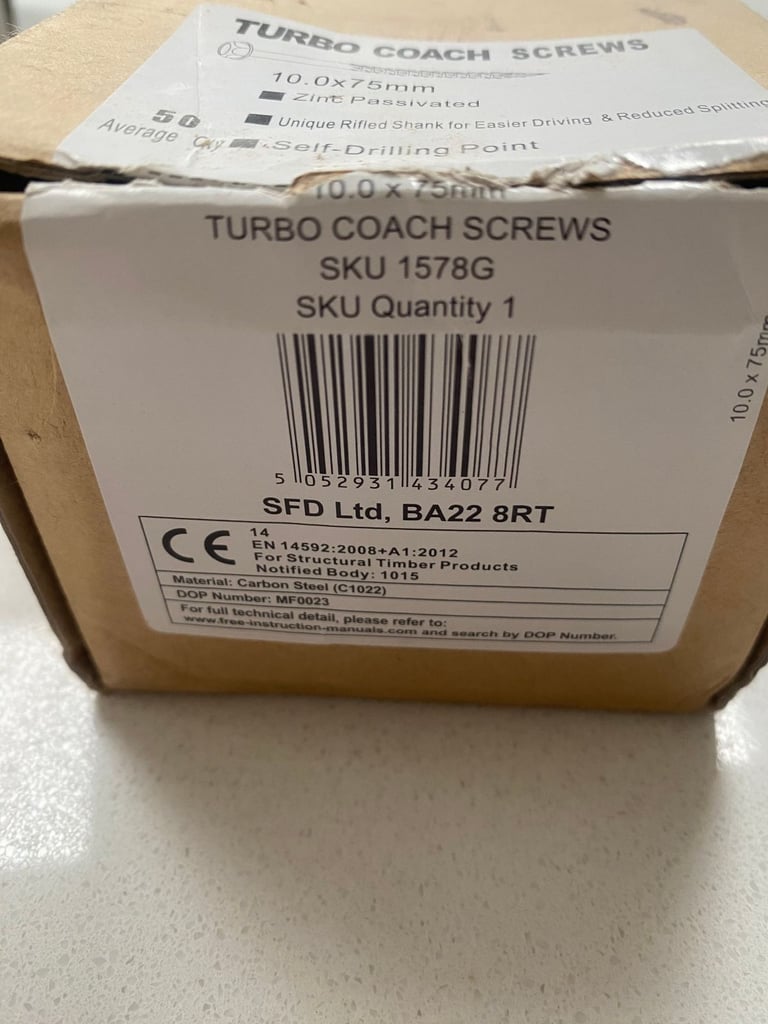 TURBO COACH SCREWS
10.0x75mm
Zinc Passivated
Unique Rifled Shank for Easier Driving & Reduced Splitting
Self-Drilling Point
50
Average Qty
10.0 x 75mm
TURBO COACH SCREWS
SKU 1578G
SKU Quantity 1
5 052931 434077
SFD Ltd, BA22 8RT
CE
14
EN 14592:2008+A1:2012
For Structural Timber Products
Notified Body: 1015
Material: Carbon Steel (C1022)
DOP Number: MF0023
For full technical detail, please refer to:
www.free-instruction-manuals.com and search by DOP Number.
10.0 x 75mm